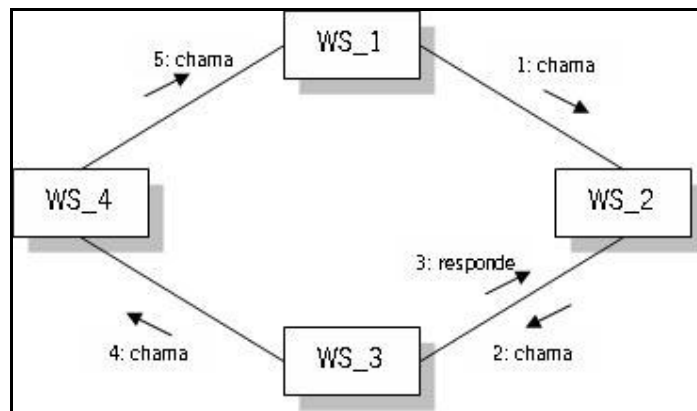 WS_1
5: chama
1: chama
WS_4
WS_2
3: responde
4: chama
WS_3
2: chama